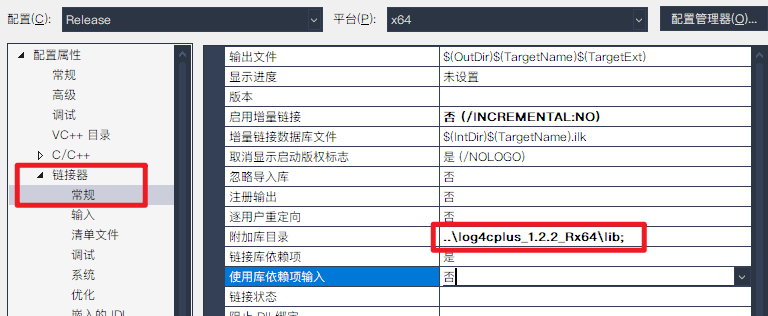 配置(C): Release 平台(P): x64 配置管理器(O)...
配置属性
常规
高级
调试
VC++ 目录
C/C++
链接器
常规
输入
清单文件
调试
系统
优化
嵌入的 IDL
输出文件 $(OutDir)$(TargetName)$(TargetExt)
显示进度 未设置
版本
启用增量链接 否 (/INCREMENTAL:NO)
增量链接数据库文件 $(IntDir)$(TargetName).ilk
取消显示启动版权标志 是 (/NOLOGO)
忽略导入库 否
注册输出 否
逐用户重定向 否
附加库目录 ..\log4cplus_1.2.2_Rx64\lib;
链接库依赖项 是
使用库依赖项输入 否
链接状态
阻止 DLL 绑定